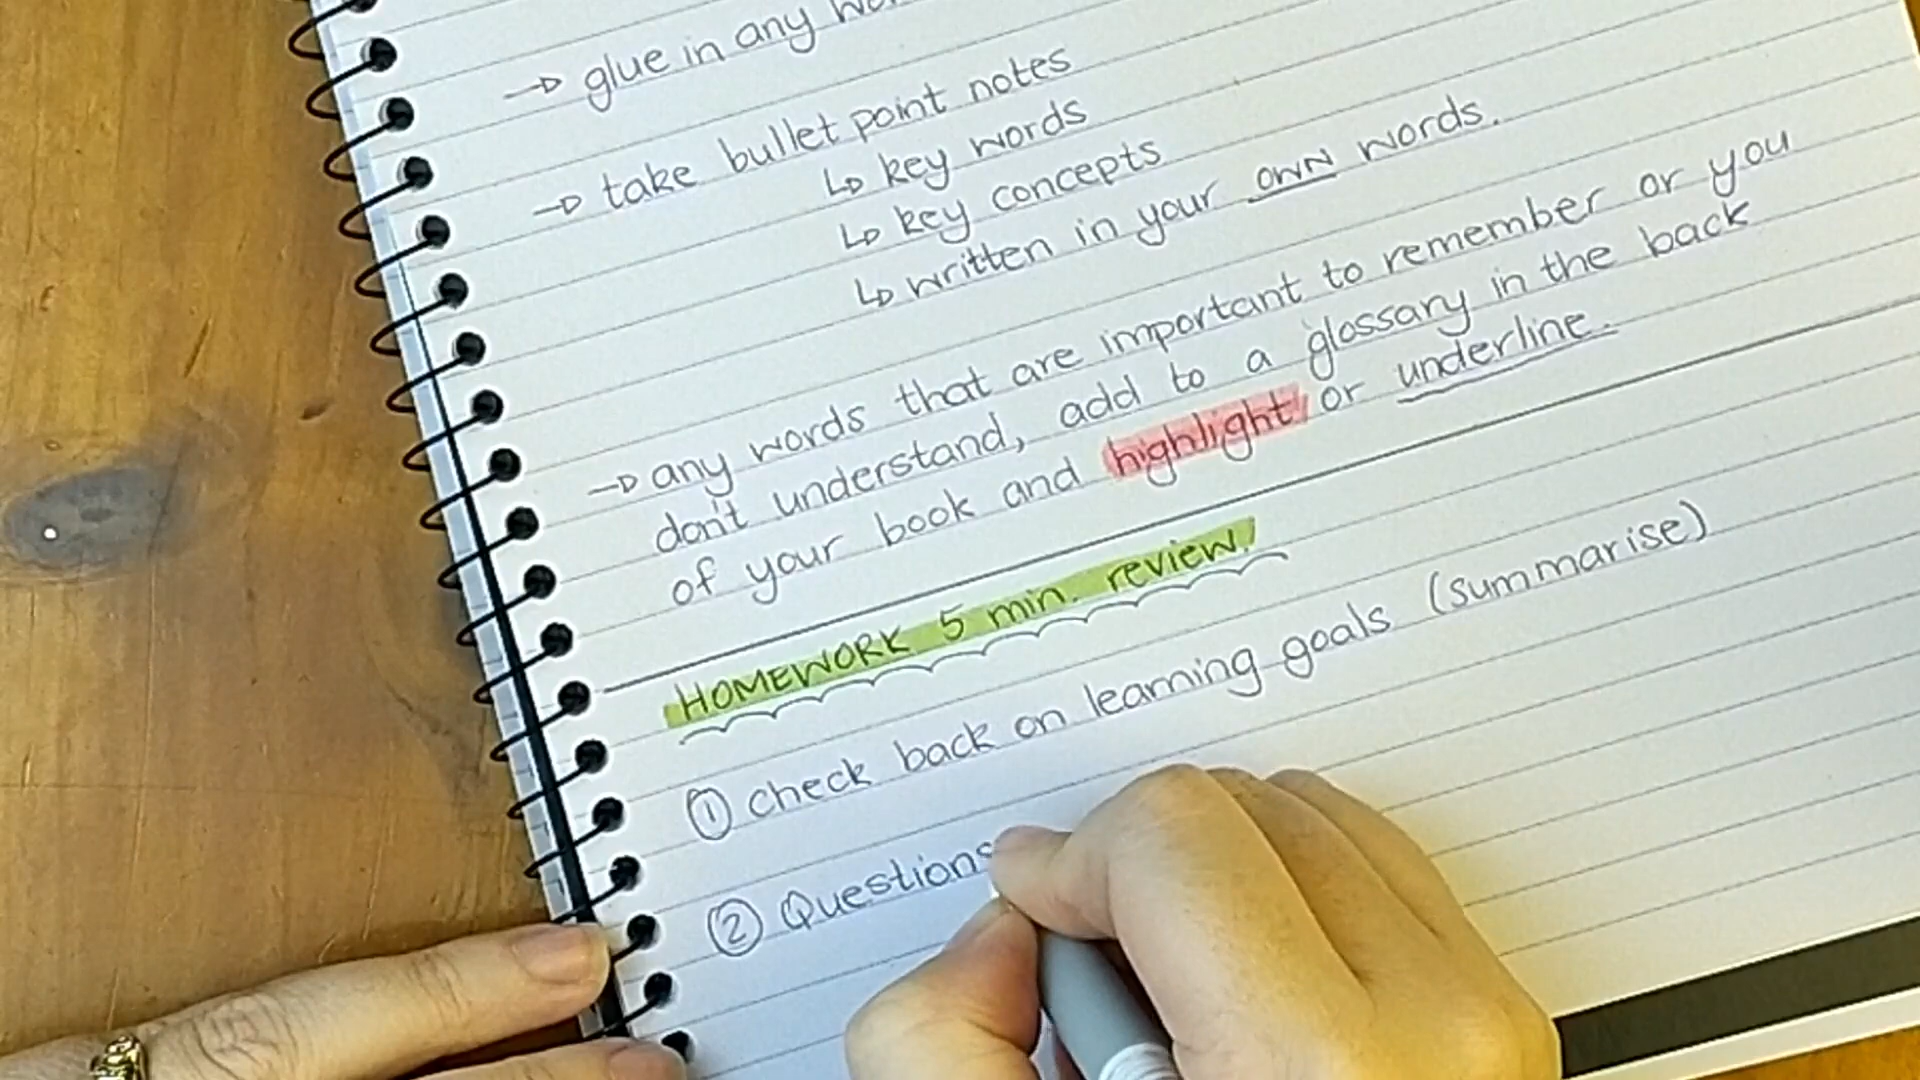 → glue in any
→ take bullet point notes
↳ key words
↳ key concepts
↳ written in your own words.
→ any words that are important to remember or you
don't understand, add to a glossary in the back
of your book and highlight or underline.
HOMEWORK 5 min. review.
① Check back on learning goals (summarise)
② Questions